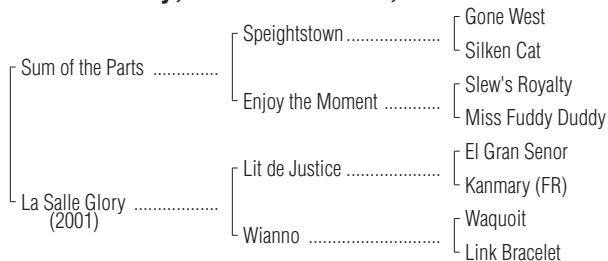 Gone West
Speightstown ..................
Silken Cat
Sum of the Parts ..............
Slew's Royalty
Enjoy the Moment ............
Miss Fuddy Duddy
El Gran Senor
Lit de Justice ....................
Kanmary (FR)
La Salle Glory ..................
(2001)
Waquoit
Wianno ............................
Link Bracelet